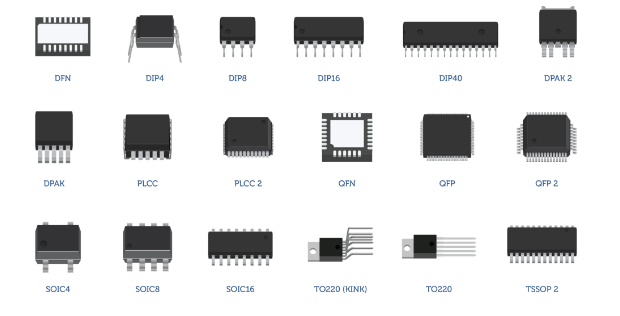 DFN
DIP4
DIP8
DIP16
DIP40
DPAK 2
DPAK
PLCC
PLCC 2
QFN
QFP
QFP 2
SOIC4
SOIC8
SOIC16
TO220 (KINK)
TO220
TSSOP 2